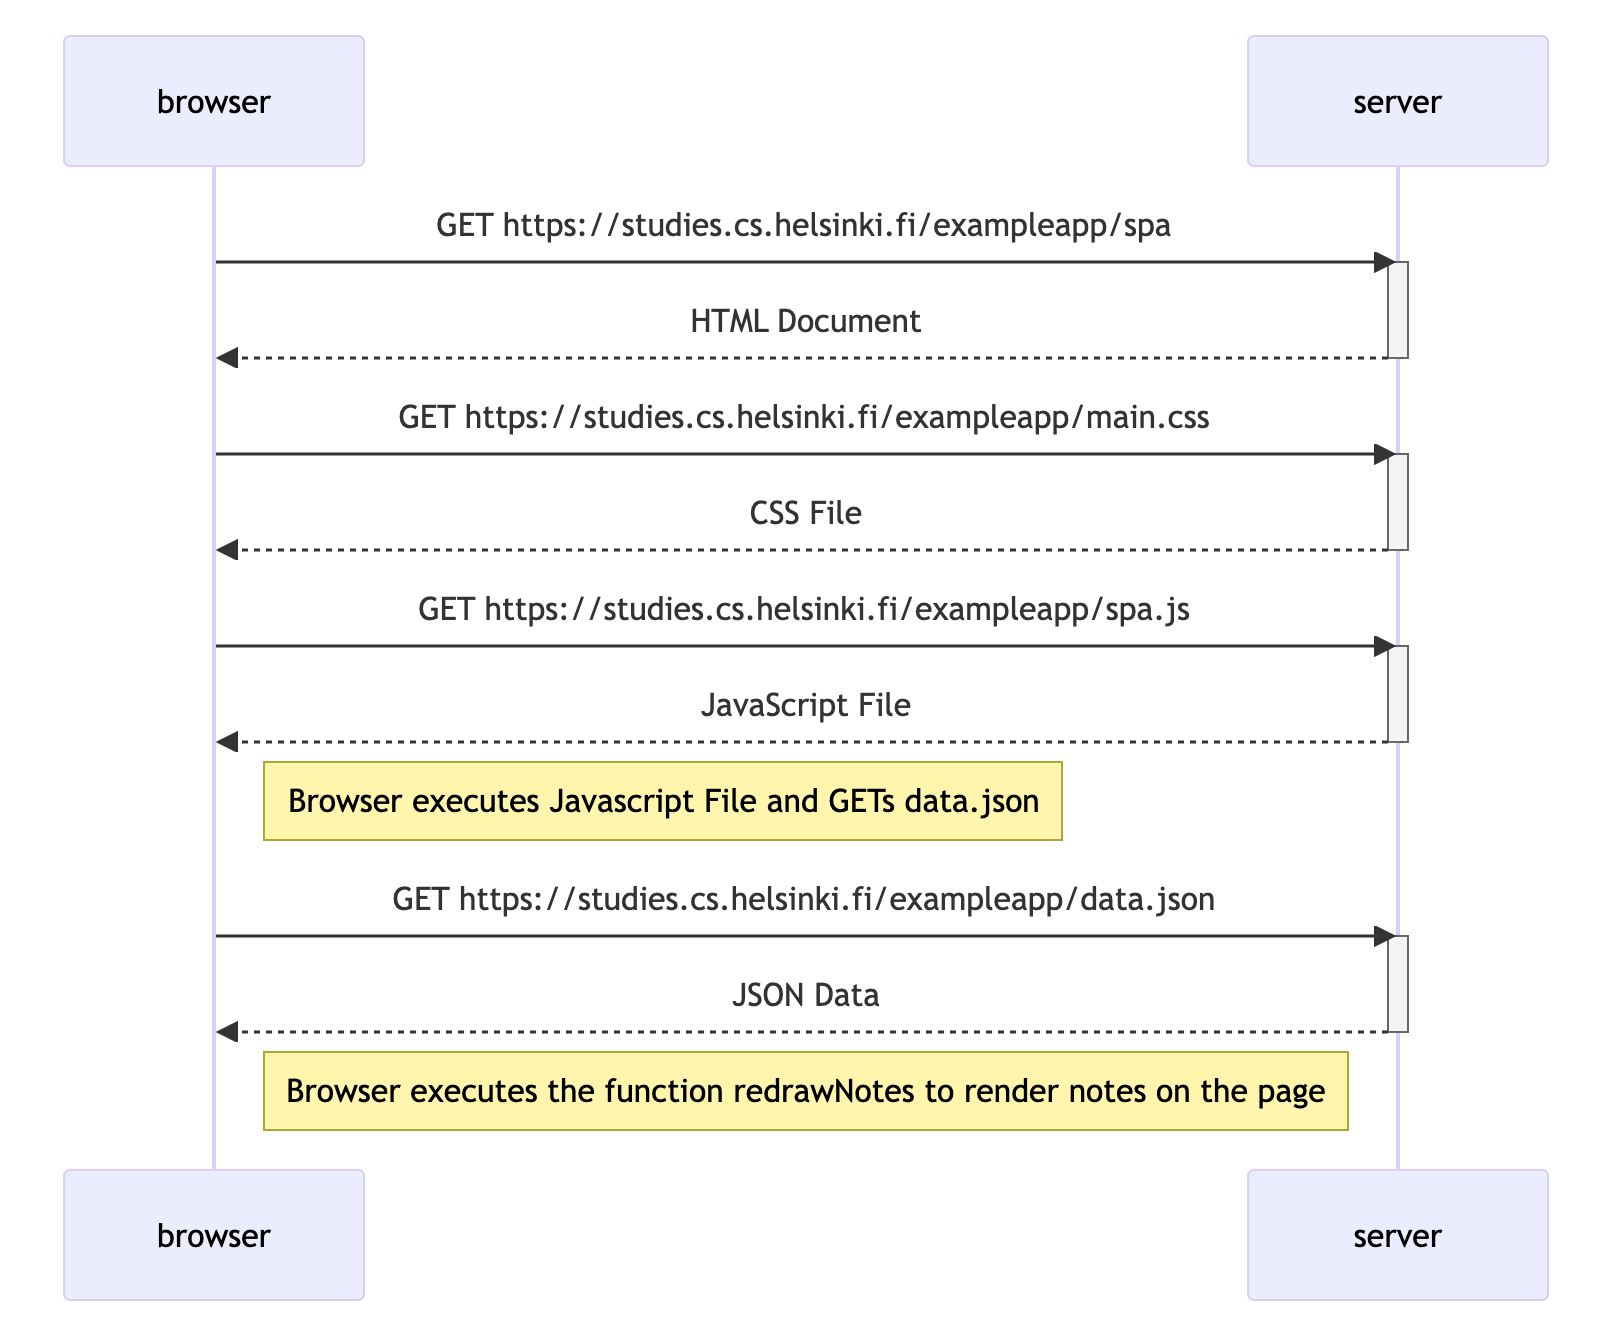 browser
server
GET https://studies.cs.helsinki.fi/exampleapp/spa
HTML Document
GET https://studies.cs.helsinki.fi/exampleapp/main.css
CSS File
GET https://studies.cs.helsinki.fi/exampleapp/spa.js
JavaScript File
Browser executes Javascript File and GETs data.json
GET https://studies.cs.helsinki.fi/exampleapp/data.json
JSON Data
Browser executes the function redrawNotes to render notes on the page
browser
server